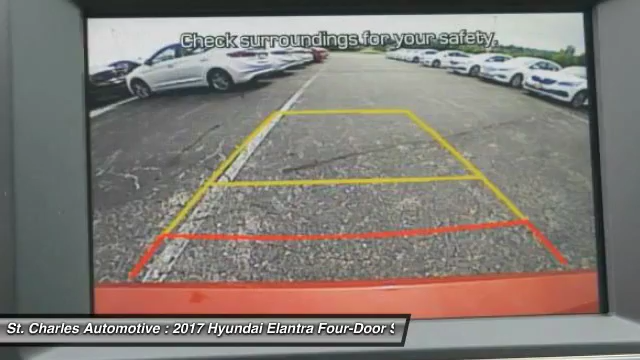 Check surroundings for your safety.
St. Charles Automotive : 2017 Hyundai Elantra Four-Door S